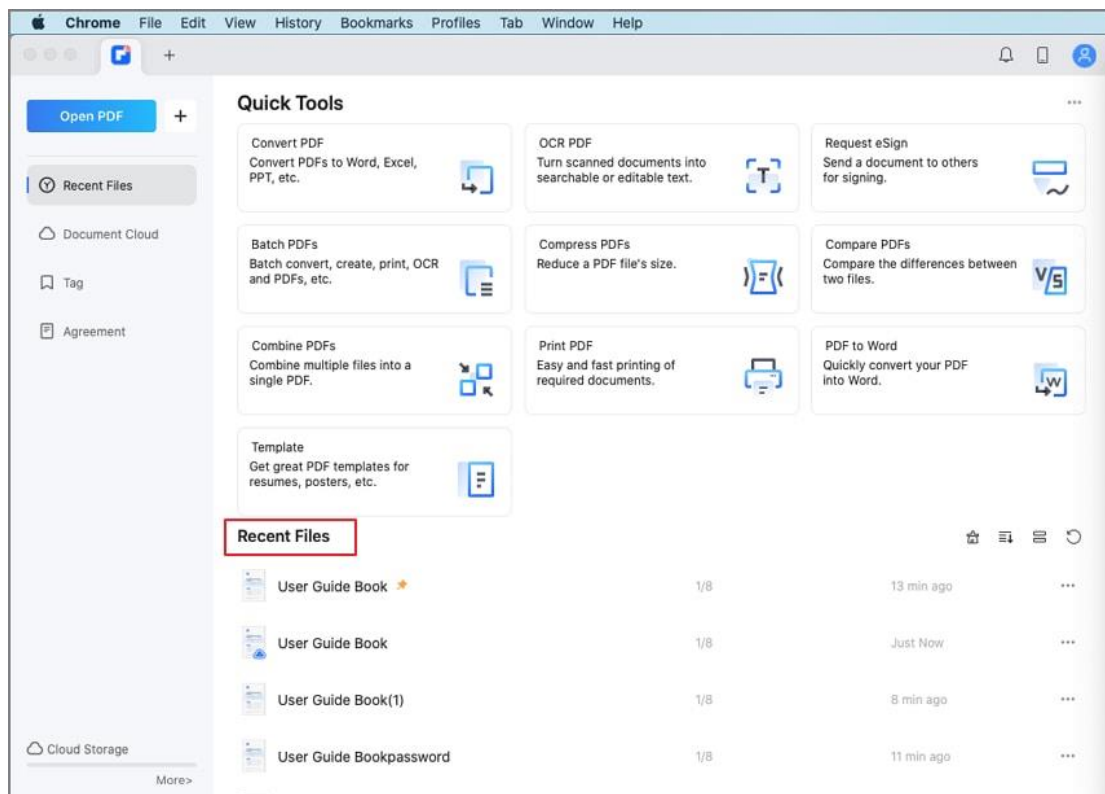 Chrome File Edit View History Bookmarks Profiles Tab Window Help
Open PDF
Recent Files
Document Cloud
Tag
Agreement
Cloud Storage
More>
Quick Tools
Convert PDF
Convert PDFs to Word, Excel,
PPT, etc.
OCR PDF
Turn scanned documents into
searchable or editable text.
Request eSign
Send a document to others
for signing.
Batch PDFs
Batch convert, create, print, OCR
and PDFs, etc.
Compress PDFs
Reduce a PDF file's size.
Compare PDFs
Compare the differences between
two files.
Combine PDFs
Combine multiple files into a
single PDF.
Print PDF
Easy and fast printing of
required documents.
PDF to Word
Quickly convert your PDF
into Word.
Template
Get great PDF templates for
resumes, posters, etc.
Recent Files
User Guide Book 1/8 13 min ago
User Guide Book 1/8 Just Now
User Guide Book(1) 1/8 8 min ago
User Guide Bookpassword 1/8 11 min ago